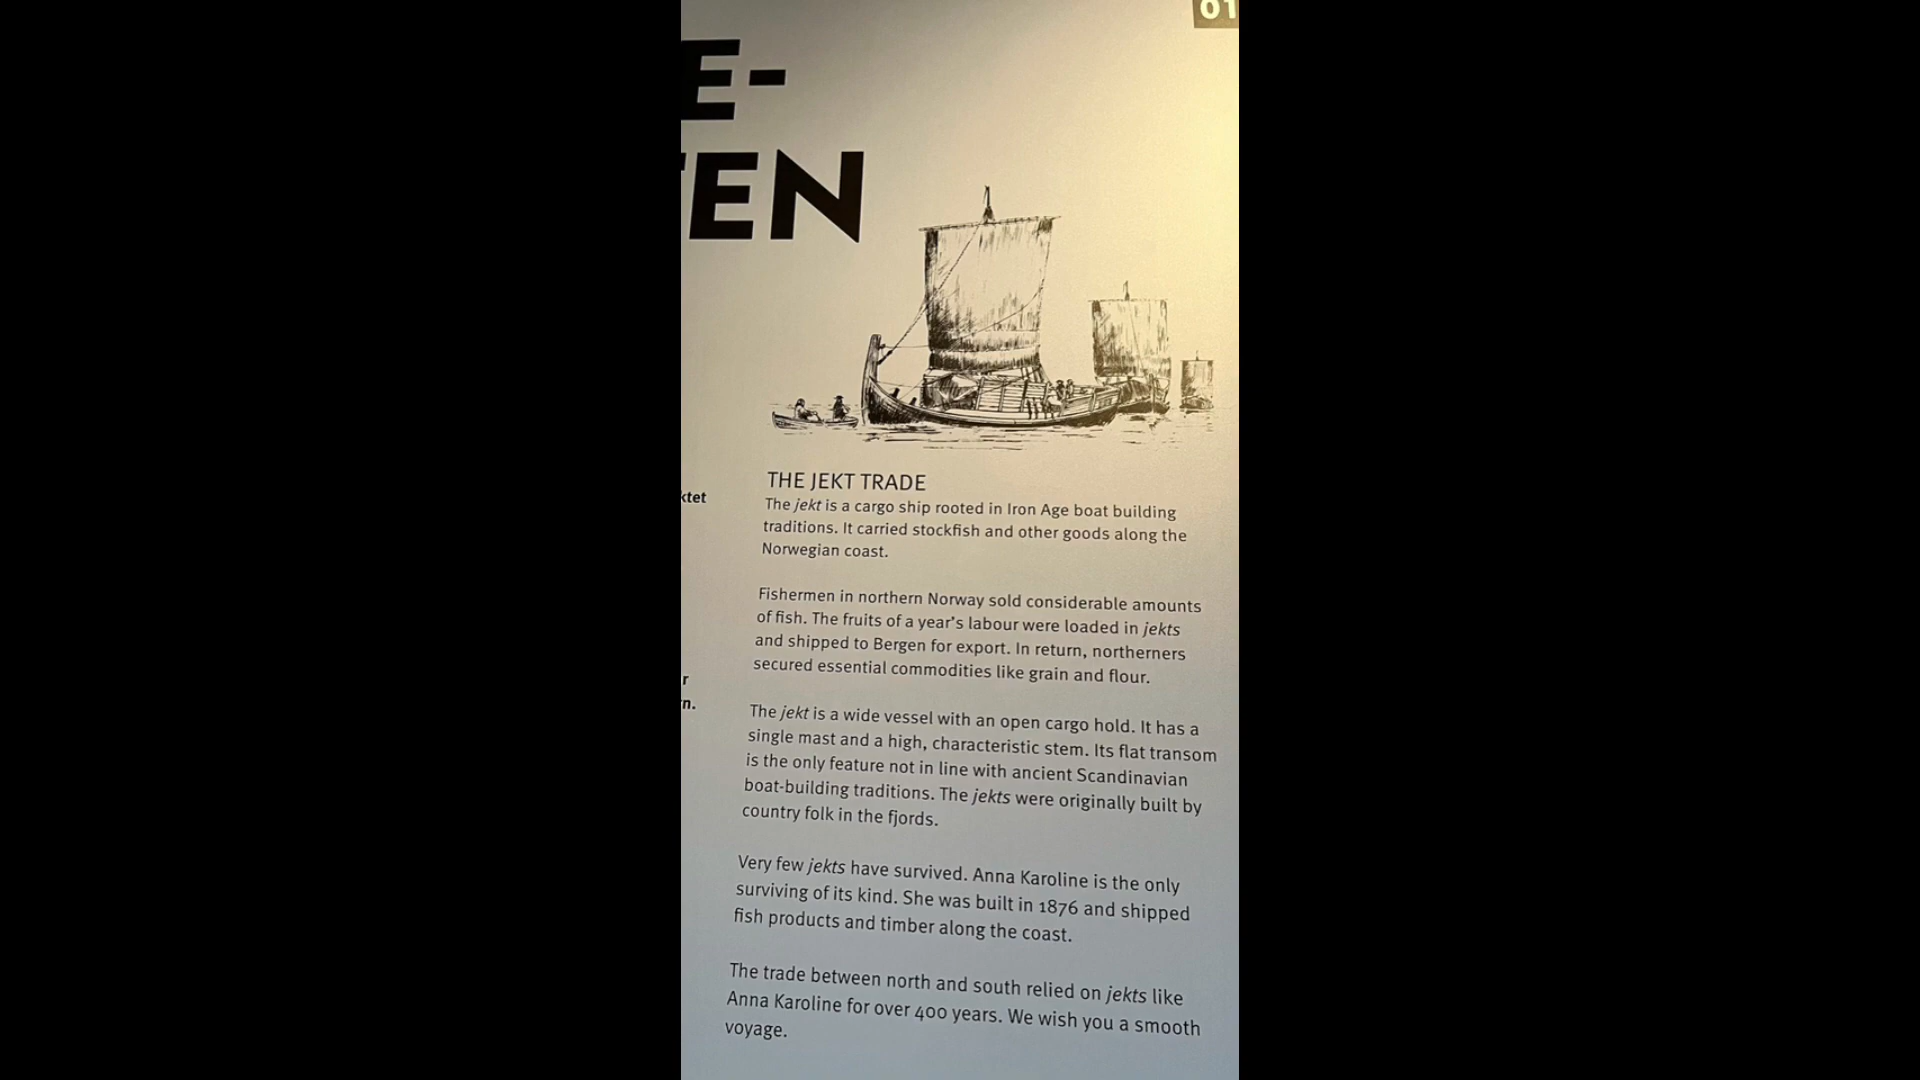 01
E-
TEN
THE JEKT TRADE
The jekt is a cargo ship rooted in Iron Age boat building
traditions. It carried stockfish and other goods along the
Norwegian coast.
Fishermen in northern Norway sold considerable amounts
of fish. The fruits of a year's labour were loaded in jekts
and shipped to Bergen for export. In return, northerners
secured essential commodities like grain and flour.
The jekt is a wide vessel with an open cargo hold. It has a
single mast and a high, characteristic stem. Its flat transom
is the only feature not in line with ancient Scandinavian
boat-building traditions. The jekts were originally built by
country folk in the fjords.
Very few jekts have survived. Anna Karoline is the only
surviving of its kind. She was built in 1876 and shipped
fish products and timber along the coast.
The trade between north and south relied on jekts like
Anna Karoline for over 400 years. We wish you a smooth
voyage.
ktet
r
n.